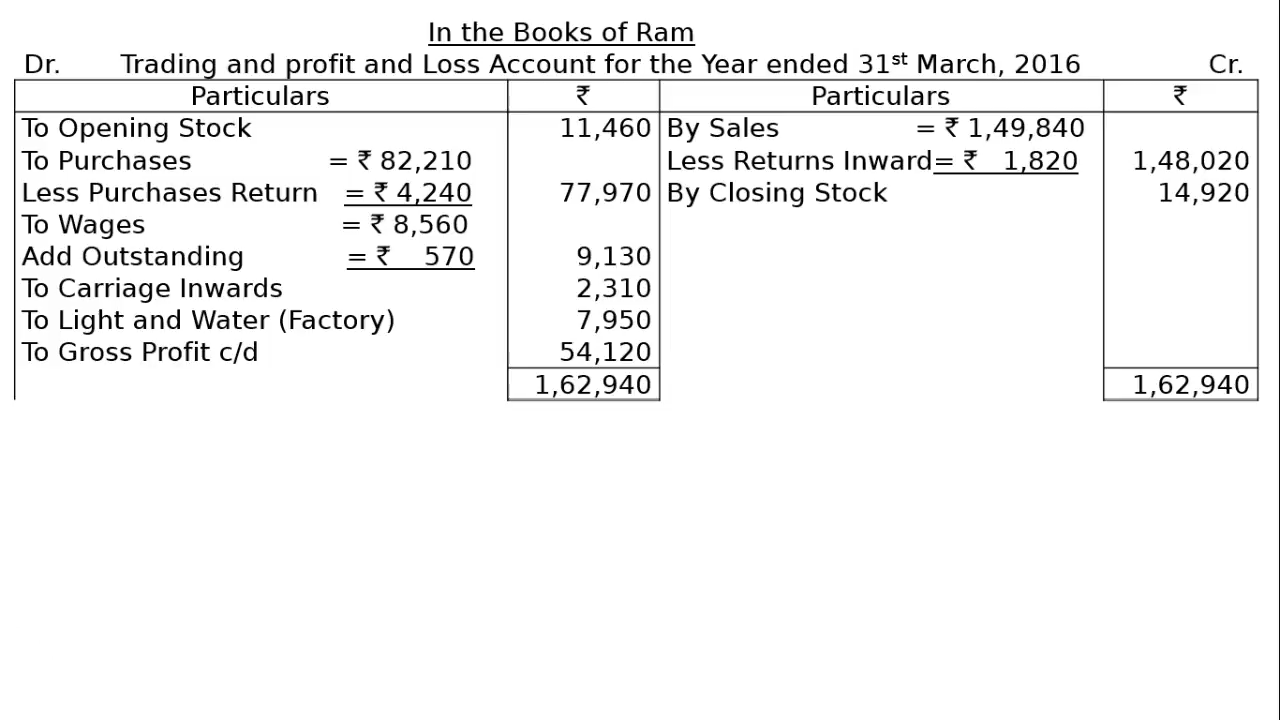 In the Books of Ram
Dr. Trading and profit and Loss Account for the Year ended 31st March, 2016 Cr.
Particulars ₹ Particulars ₹
To Opening Stock 11,460 By Sales = ₹ 1,49,840
To Purchases = ₹ 82,210 Less Returns Inward= ₹ 1,820 1,48,020
Less Purchases Return = ₹ 4,240 77,970 By Closing Stock 14,920
To Wages = ₹ 8,560
Add Outstanding = ₹ 570 9,130
To Carriage Inwards 2,310
To Light and Water (Factory) 7,950
To Gross Profit c/d 54,120
1,62,940 1,62,940